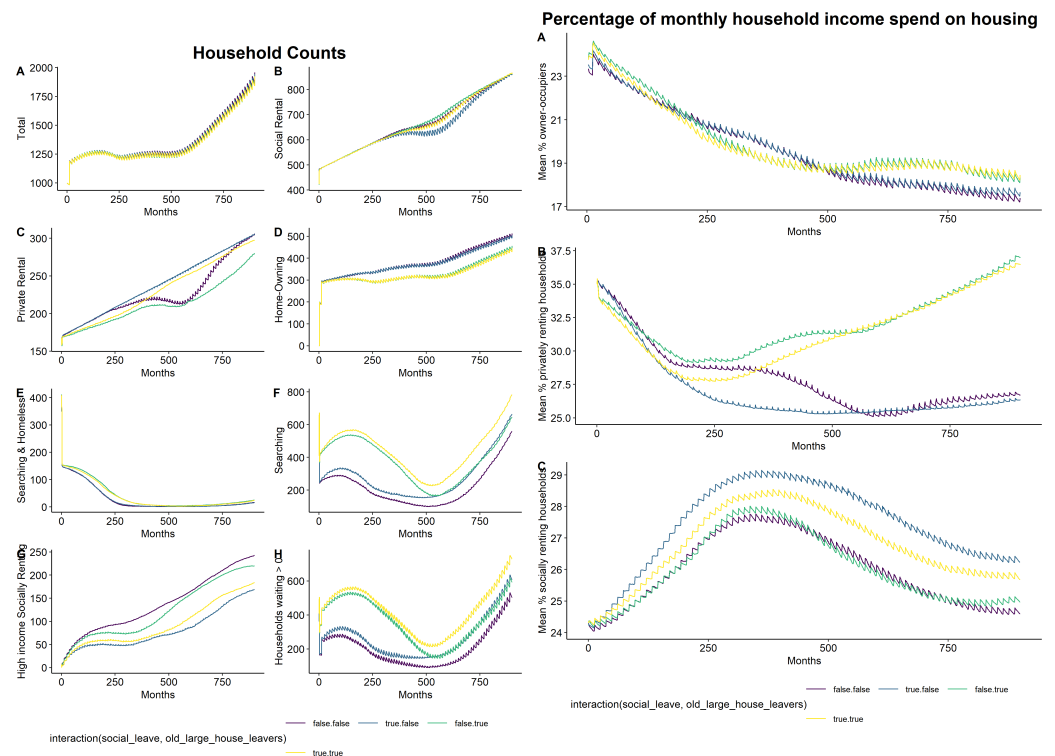 Household Counts
A
2000
1750
1500
1250
1000
Total
0 250 500 750
Months
B
800
700
600
500
400
Social Rental
0 250 500 750
Months
C
300
250
200
150
Private Rental
0 250 500 750
Months
D
500
400
300
200
100
0
Home-Owning
0 250 500 750
Months
E
400
300
200
100
0
Searching & Homeless
0 250 500 750
Months
F
800
600
400
200
Searching
0 250 500 750
Months
G
250
200
150
100
50
0
High income Socially Renting
0 250 500 750
Months
H
600
400
200
Households waiting > 0
0 250 500 750
Months
interaction(social_leave, old_large_house_leavers)
false.false true.false false.true
true.true
Percentage of monthly household income spend on housing
A
23
21
19
17
Mean % owner-occupiers
0 250 500 750
Months
B
37.5
35.0
32.5
30.0
27.5
25.0
Mean % privately renting households
0 250 500 750
Months
C
29
28
27
26
25
24
Mean % socially renting households
0 250 500 750
Months
interaction(social_leave, old_large_house_leavers)
false.false true.false false.true
true.true